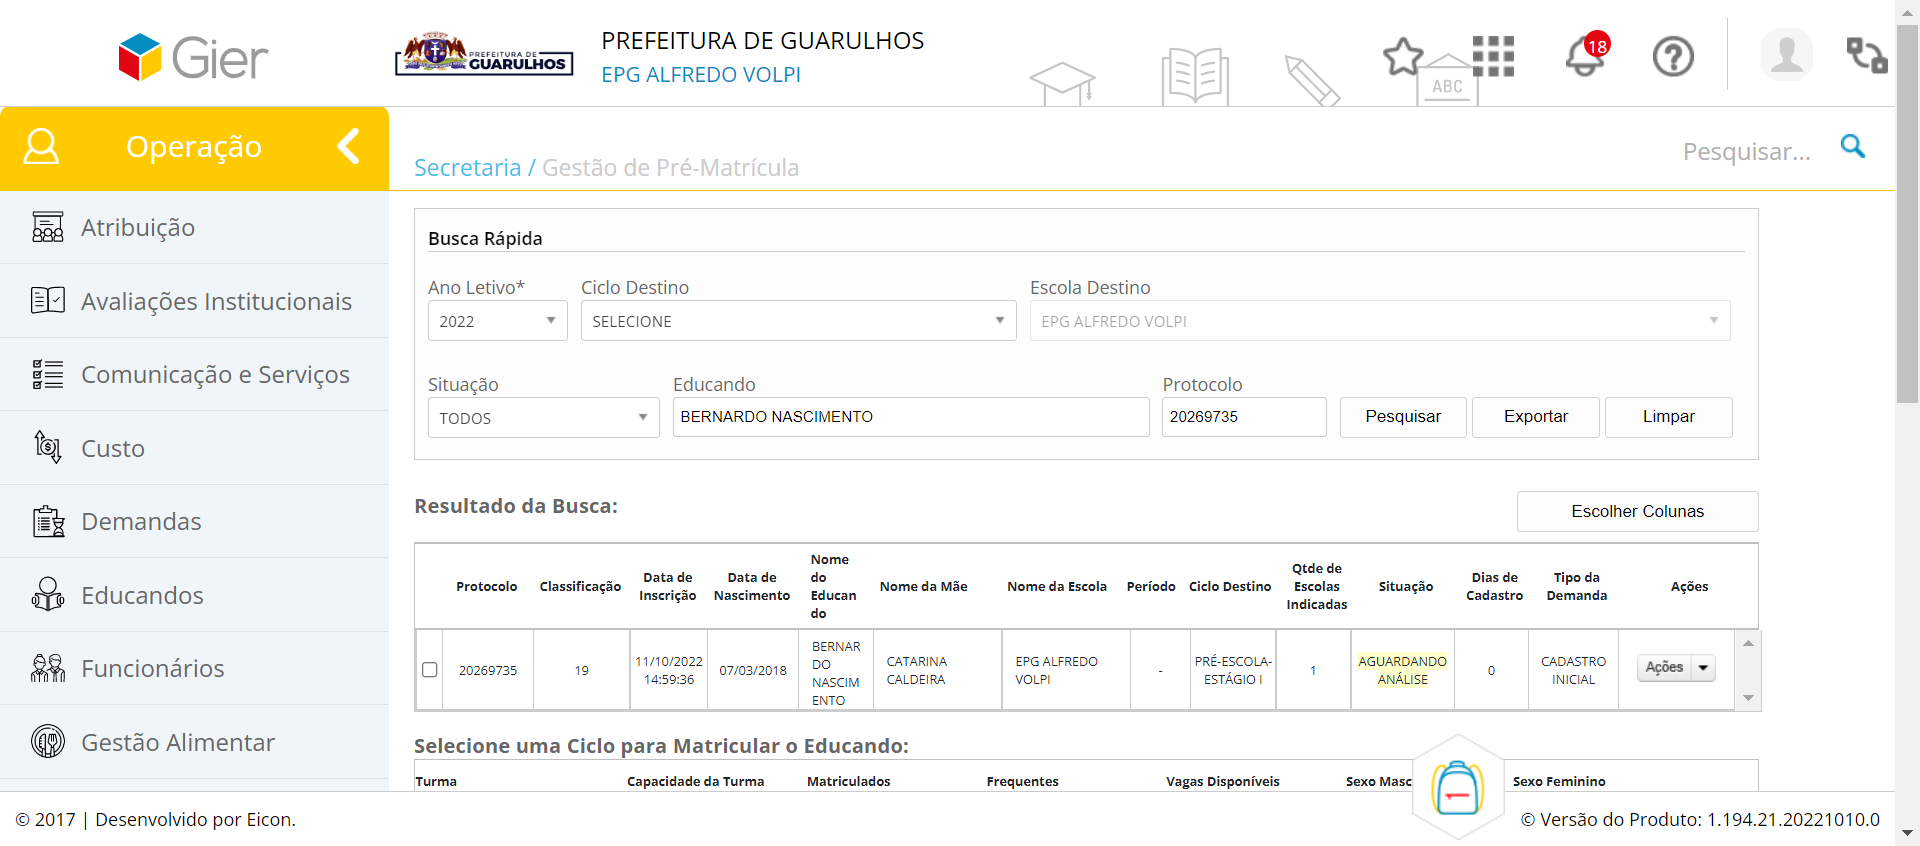 Gier
PREFEITURA DE
GUARULHOS
PREFEITURA DE GUARULHOS
EPG ALFREDO VOLPI
ABC
18
Operação
Secretaria / Gestão de Pré-Matrícula
Pesquisar...
Atribuição
Avaliações Institucionais
Comunicação e Serviços
Custo
Demandas
Educandos
Funcionários
Gestão Alimentar
Busca Rápida
Ano Letivo* Ciclo Destino Escola Destino
2022 SELECIONE EPG ALFREDO VOLPI
Situação Educando Protocolo
TODOS BERNARDO NASCIMENTO 20269735 Pesquisar Exportar Limpar
Resultado da Busca:
Escolher Colunas
Protocolo
Classificação
Data de
Inscrição
Data de
Nascimento
Nome
do
Educan
do
Nome da Mãe
Nome da Escola
Período
Ciclo Destino
Qtde de
Escolas
Indicadas
Situação
Dias de
Cadastro
Tipo da
Demanda
Ações
20269735
19
11/10/2022
14:59:36
07/03/2018
BERNAR
DO
NASCIM
ENTO
CATARINA
CALDEIRA
EPG ALFREDO
VOLPI
-
PRÉ-ESCOLA-
ESTÁGIO I
1
AGUARDANDO
ANÁLISE
0
CADASTRO
INICIAL
Ações
Selecione uma Ciclo para Matricular o Educando:
Turma Capacidade da Turma Matriculados Frequentes Vagas Disponíveis Sexo Masc Sexo Feminino
© 2017 | Desenvolvido por Eicon.
© Versão do Produto: 1.194.21.20221010.0